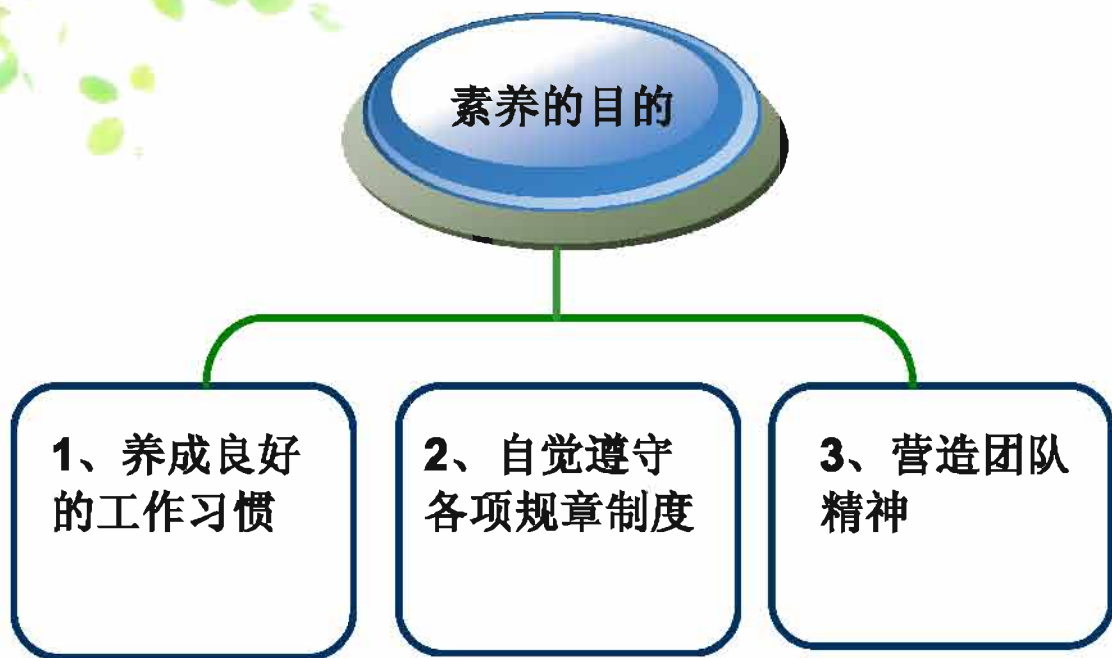 素养的目的
1、养成良好
的工作习惯
2、自觉遵守
各项规章制度
3、营造团队
精神